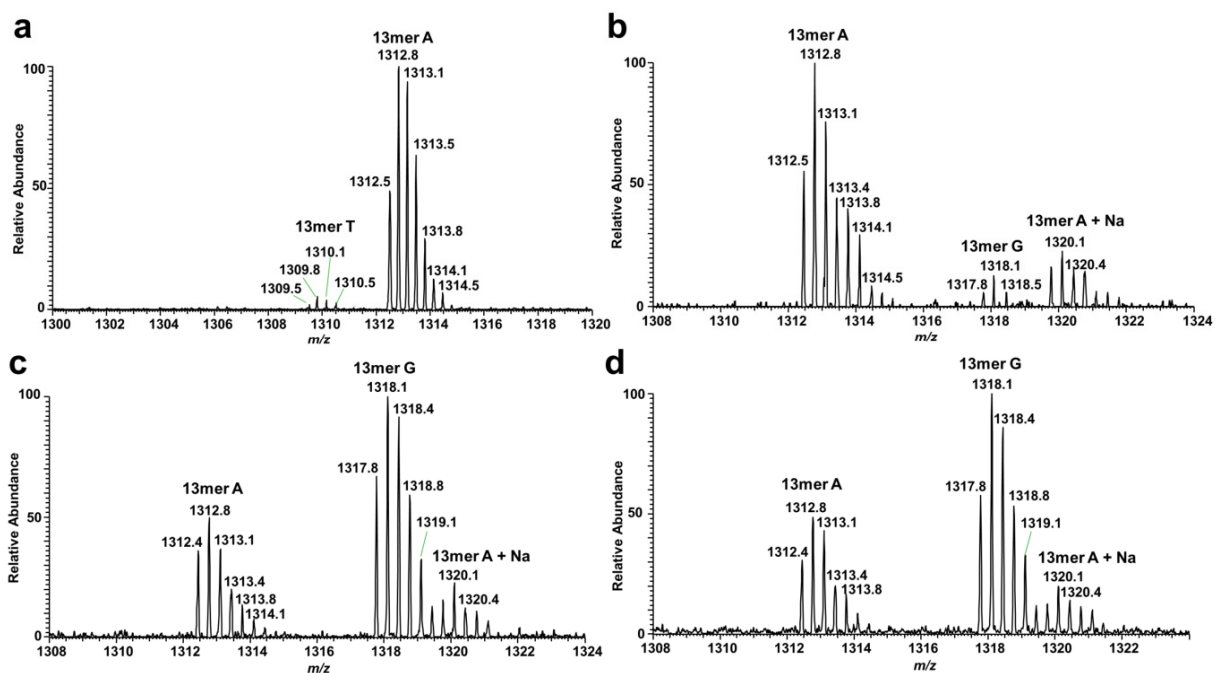 a
13mer A
1312.8
1313.1
1313.5
1312.5
1313.8
1314.1
1314.5
13mer T
1310.1
1309.8
1309.5
1310.5
100
50
0
Relative Abundance
1300 1302 1304 1306 1308 1310 1312 1314 1316 1318 1320
m/z
b
13mer A
1312.8
1313.1
1312.5
1313.4
1313.8
1314.1
1314.5
13mer G
1318.1
1317.8
1318.5
13mer A + Na
1320.1
1320.4
100
50
0
Relative Abundance
1308 1310 1312 1314 1316 1318 1320 1322 1324
m/z
c
13mer G
1318.1
1318.4
1317.8
1318.8
1319.1
13mer A
1312.8
1312.4
1313.1
1313.4
1313.8
1314.1
13mer A + Na
1320.1
1320.4
100
50
0
Relative Abundance
1308 1310 1312 1314 1316 1318 1320 1322 1324
m/z
d
13mer G
1318.1
1318.4
1317.8
1318.8
1319.1
13mer A
1312.8
1313.1
1312.4
1313.4
1313.8
13mer A + Na
1320.1
1320.4
100
50
0
Relative Abundance
1308 1310 1312 1314 1316 1318 1320 1322
m/z